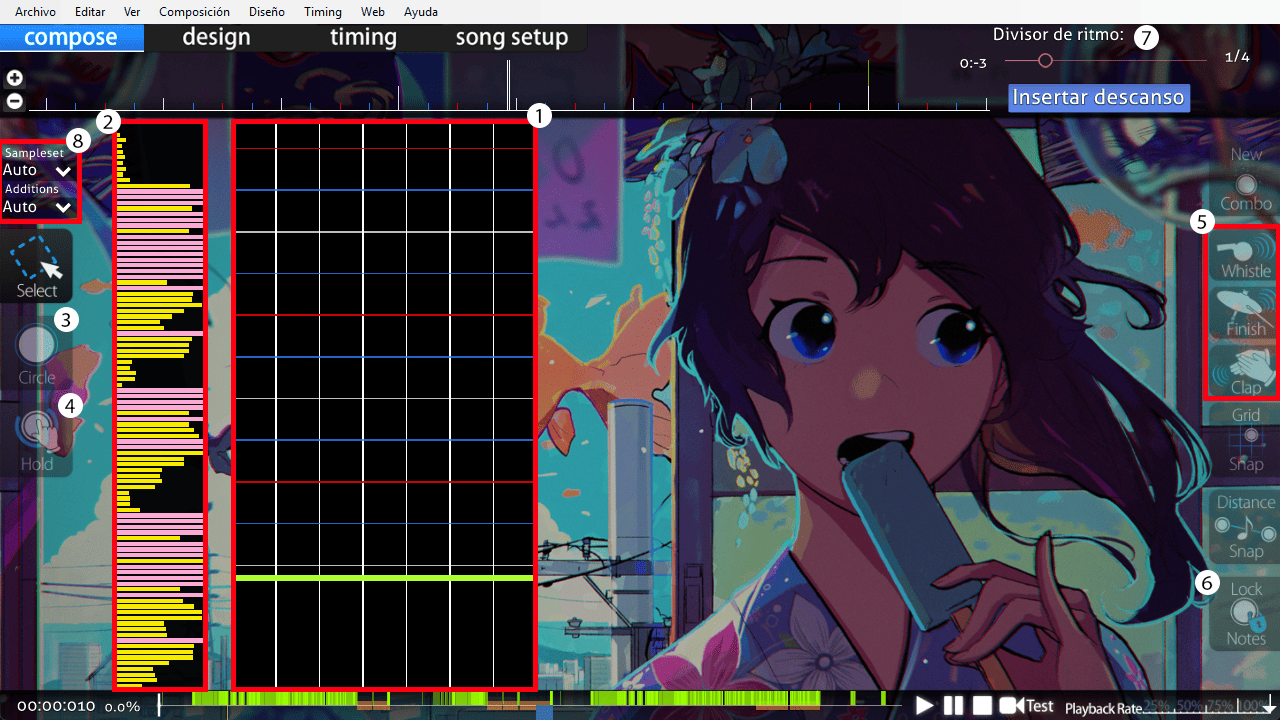 Archivo Editar Ver Composición Diseño Timing Web Ayuda
compose design timing song setup
Divisor de ritmo: 7
0:-3 1/4
Insertar descanso
1
2
8
Sampleset
Auto
Additions
Auto
Select
3
Circle
4
Hold
New
Combo
5
Whistle
Finish
Clap
Grid
Snap
Distance
Snap
6
Lock
Notes
00:00:010 0.0%
Test
Playback Rate 25% 50% 75% 100%